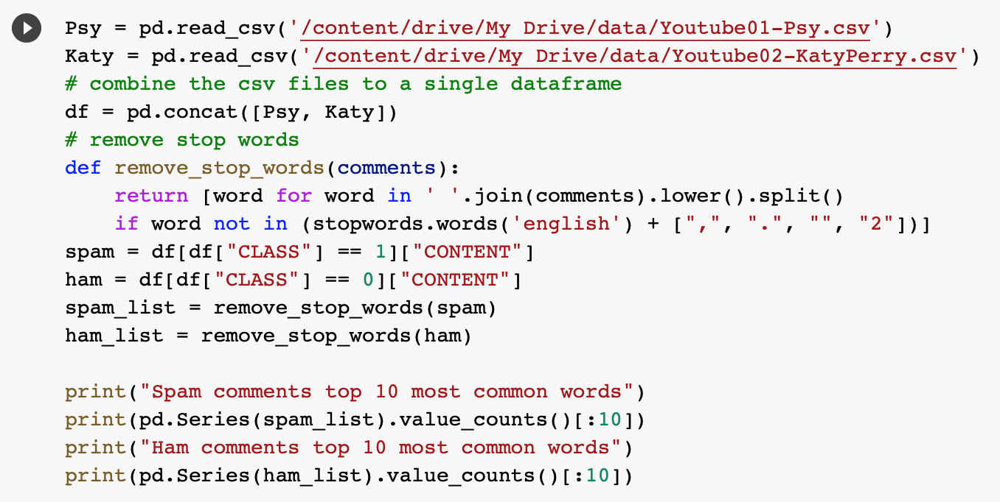 Psy = pd.read_csv('/content/drive/My Drive/data/Youtube01-Psy.csv')
Katy = pd.read_csv('/content/drive/My Drive/data/Youtube02-KatyPerry.csv')
# combine the csv files to a single dataframe
df = pd.concat([Psy, Katy])
# remove stop words
def remove_stop_words(comments):
    return [word for word in ' '.join(comments).lower().split()
    if word not in (stopwords.words('english') + [",", ".", "", "2"])]
spam = df[df["CLASS"] == 1]["CONTENT"]
ham = df[df["CLASS"] == 0]["CONTENT"]
spam_list = remove_stop_words(spam)
ham_list = remove_stop_words(ham)

print("Spam comments top 10 most common words")
print(pd.Series(spam_list).value_counts()[:10])
print("Ham comments top 10 most common words")
print(pd.Series(ham_list).value_counts()[:10])